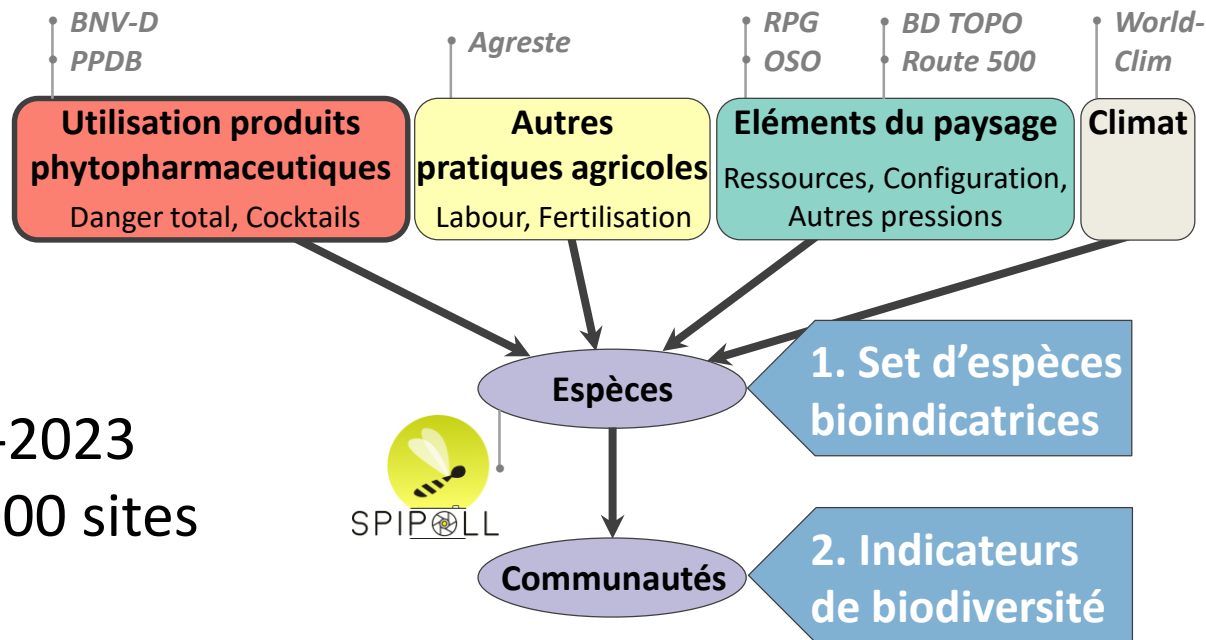 BNV-D
PPDB
Agreste
RPG
OSO
BD TOPO
Route 500
World-
Clim
Utilisation produits
phytopharmaceutiques
Danger total, Cocktails
Autres
pratiques agricoles
Labour, Fertilisation
Eléments du paysage
Ressources, Configuration,
Autres pressions
Climat
Espèces
1. Set d’espèces
bioindicatrices
-2023
00 sites
SPIPOLL
Communautés
2. Indicateurs
de biodiversité